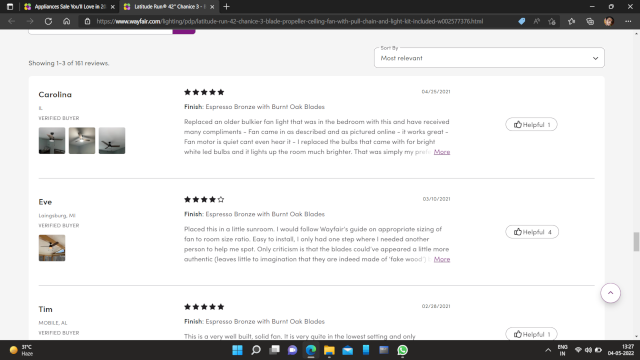 Appliances Sale You'll Love in 20
Latitude Run® 42" Chanice 3 -
https://www.wayfair.com/lighting/pdp/latitude-run-42-chanice-3-blade-propeller-ceiling-fan-with-pull-chain-and-light-kit-included-w002577376.html
Sort By
Most relevant
Showing 1-3 of 161 reviews.
Carolina
S.
VERIFIED BUYER
04/25/2021
Finish: Espresso Bronze with Burnt Oak Blades
Replaced an older bulkier fan light that was in the bedroom with this and have received
many compliments - Fan came in as described and as pictured online - it works great -
Fan motor is quiet cant even hear it - I replaced the bulbs that came with for bright
white led bulbs and it lights up the room much brighter. That was simply my More
Helpful 1
Eve
Laingsburg, MI
VERIFIED BUYER
03/10/2021
Finish: Espresso Bronze with Burnt Oak Blades
Placed this in a little sunroom. I would follow Wayfair's guide on appropriate sizing of
fan to room size ratio. Easy to install, I only had one step where I needed another
person to help me spot. Only criticism is that the blades could've appeared a little more
authentic (leaves little to imagination that they are indeed made of 'fake wood') More
Helpful 4
Tim
MOBILE, AL
VERIFIED BUYER
02/28/2021
Finish: Espresso Bronze with Burnt Oak Blades
This is a very well built, solid fan. It is very quite in the lowest setting and only
Helpful 1
31°C
Haze
ENG
IN
13:27
04-05-2022